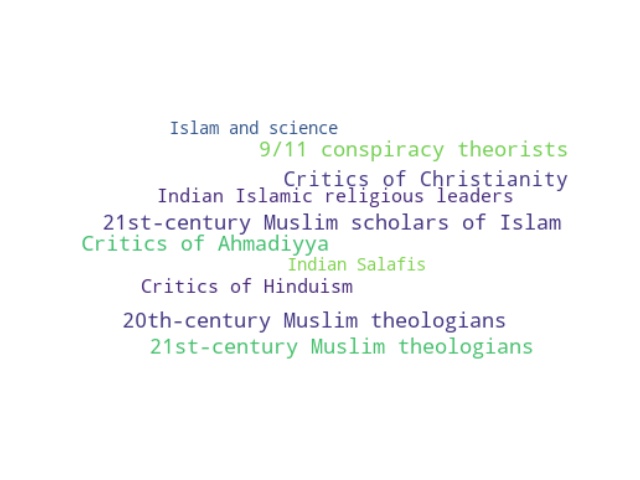 Islam and science
9/11 conspiracy theorists
Critics of Christianity
Indian Islamic religious leaders
21st-century Muslim scholars of Islam
Critics of Ahmadiyya
Indian Salafis
Critics of Hinduism
20th-century Muslim theologians
21st-century Muslim theologians